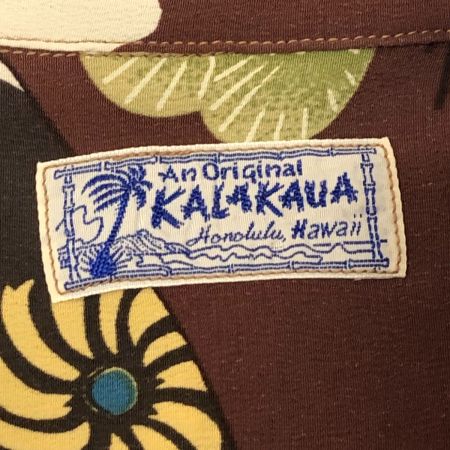 An Original
KALAKAUA
Honolulu, Hawaii